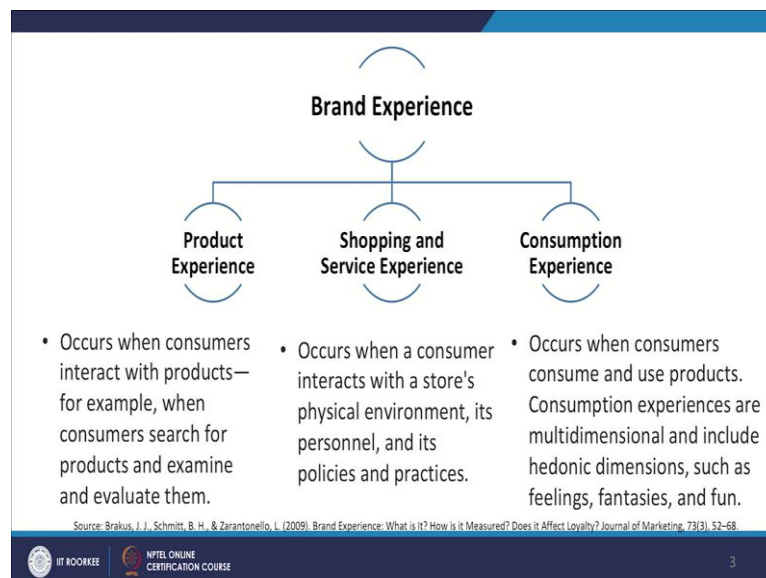 Brand Experience
Product
Experience
Shopping and
Service Experience
Consumption
Experience
• Occurs when consumers
interact with products—
for example, when
consumers search for
products and examine
and evaluate them.
• Occurs when a consumer
interacts with a store's
physical environment, its
personnel, and its
policies and practices.
• Occurs when consumers
consume and use products.
Consumption experiences are
multidimensional and include
hedonic dimensions, such as
feelings, fantasies, and fun.
Source: Brakus, J. J., Schmitt, B. H., & Zarantonello, L. (2009). Brand Experience: What is It? How is it Measured? Does it Affect Loyalty? Journal of Marketing, 73(3), 52–68.
IIT ROORKEE
NPTEL ONLINE
CERTIFICATION COURSE
3